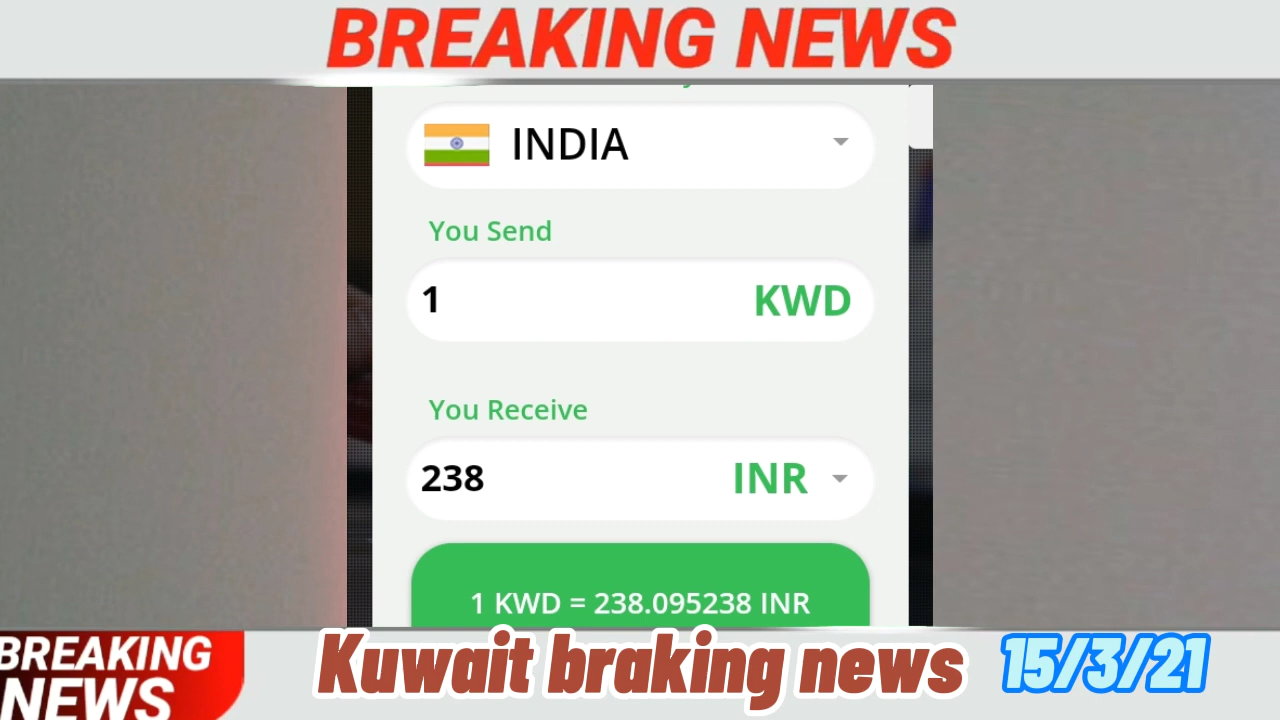 BREAKING NEWS
INDIA
You Send
1 KWD
You Receive
238 INR
1 KWD = 238.095238 INR
BREAKING
NEWS
Kuwait braking news 15/3/21